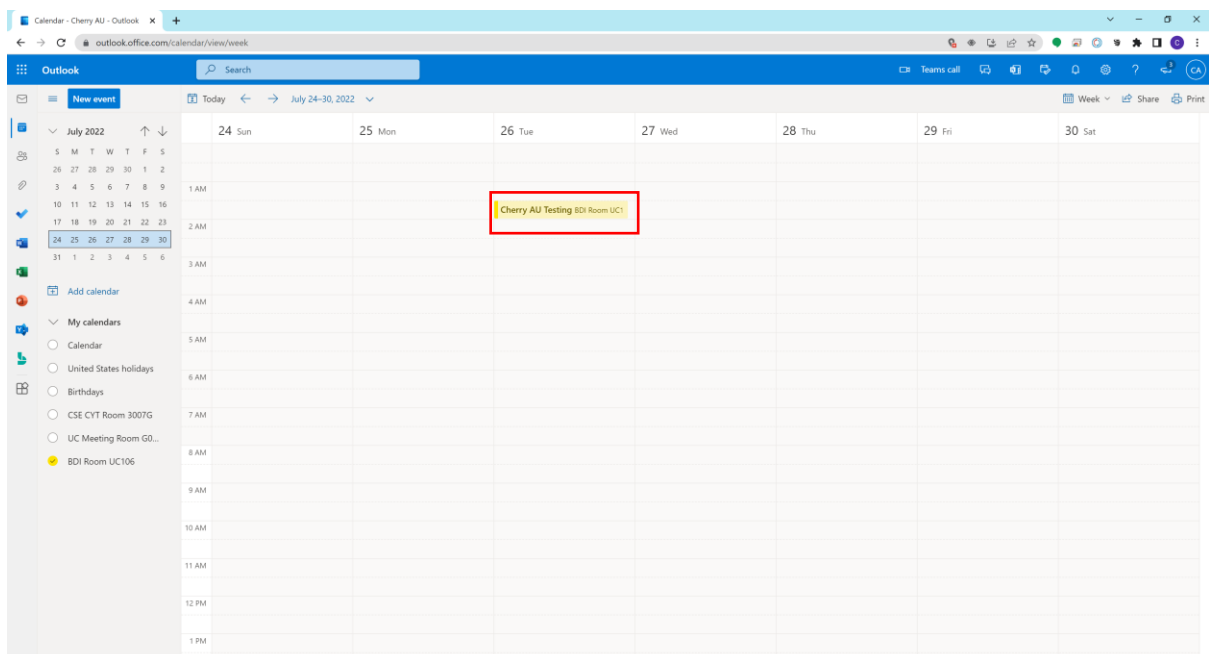 Calendar - Cherry AU - Outlook
outlook.office.com/calendar/view/week
Outlook
Search
Teams call
3
CA
New event
Today
July 24–30, 2022
Week
Share
Print
July 2022
S M T W T F S
26 27 28 29 30 1 2
3 4 5 6 7 8 9
10 11 12 13 14 15 16
17 18 19 20 21 22 23
24 25 26 27 28 29 30
31 1 2 3 4 5 6
Add calendar
My calendars
Calendar
United States holidays
Birthdays
CSE CYT Room 3007G
UC Meeting Room G0...
BDI Room UC106
24 Sun 25 Mon 26 Tue 27 Wed 28 Thu 29 Fri 30 Sat
1 AM
Cherry AU Testing BDI Room UC1
2 AM
3 AM
4 AM
5 AM
6 AM
7 AM
8 AM
9 AM
10 AM
11 AM
12 PM
1 PM